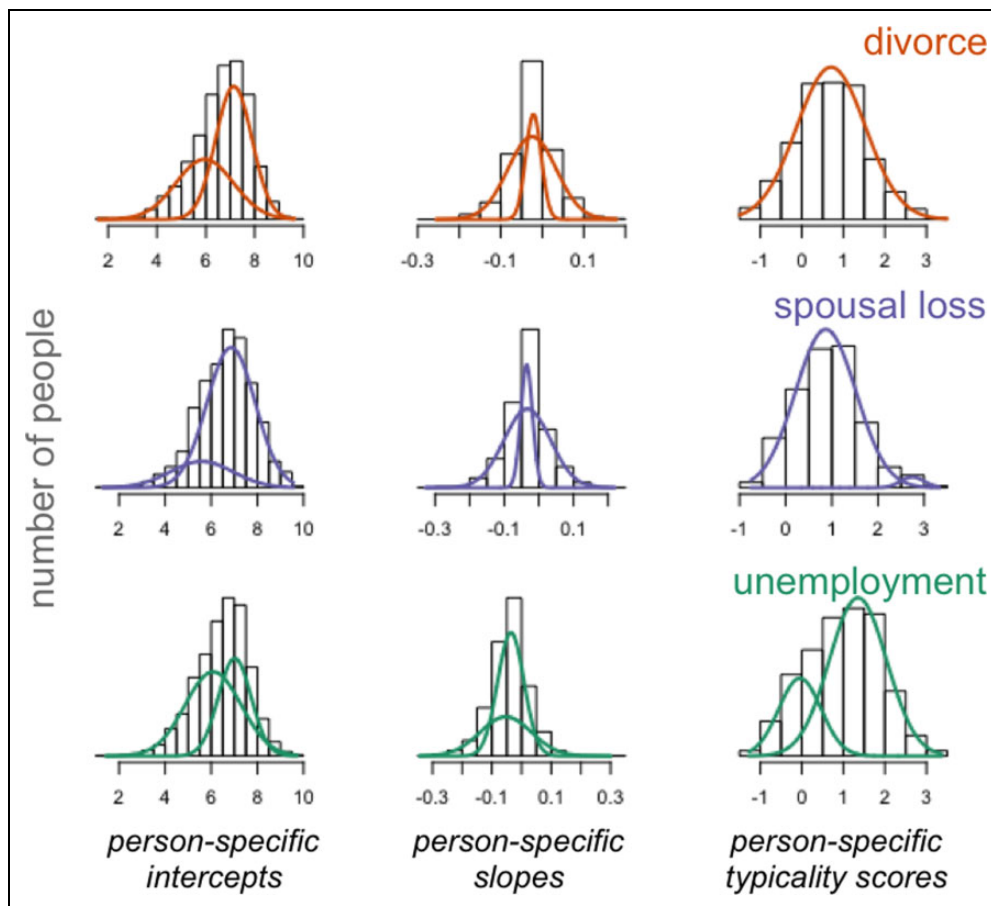 divorce
2 4 6 8 10
-0.3 -0.1 0.1
-1 0 1 2 3
spousal loss
2 4 6 8 10
-0.3 -0.1 0.1
-1 0 1 2 3
unemployment
2 4 6 8 10
-0.3 -0.1 0.1 0.3
-1 0 1 2 3
number of people
person-specific
intercepts
person-specific
slopes
person-specific
typicality scores